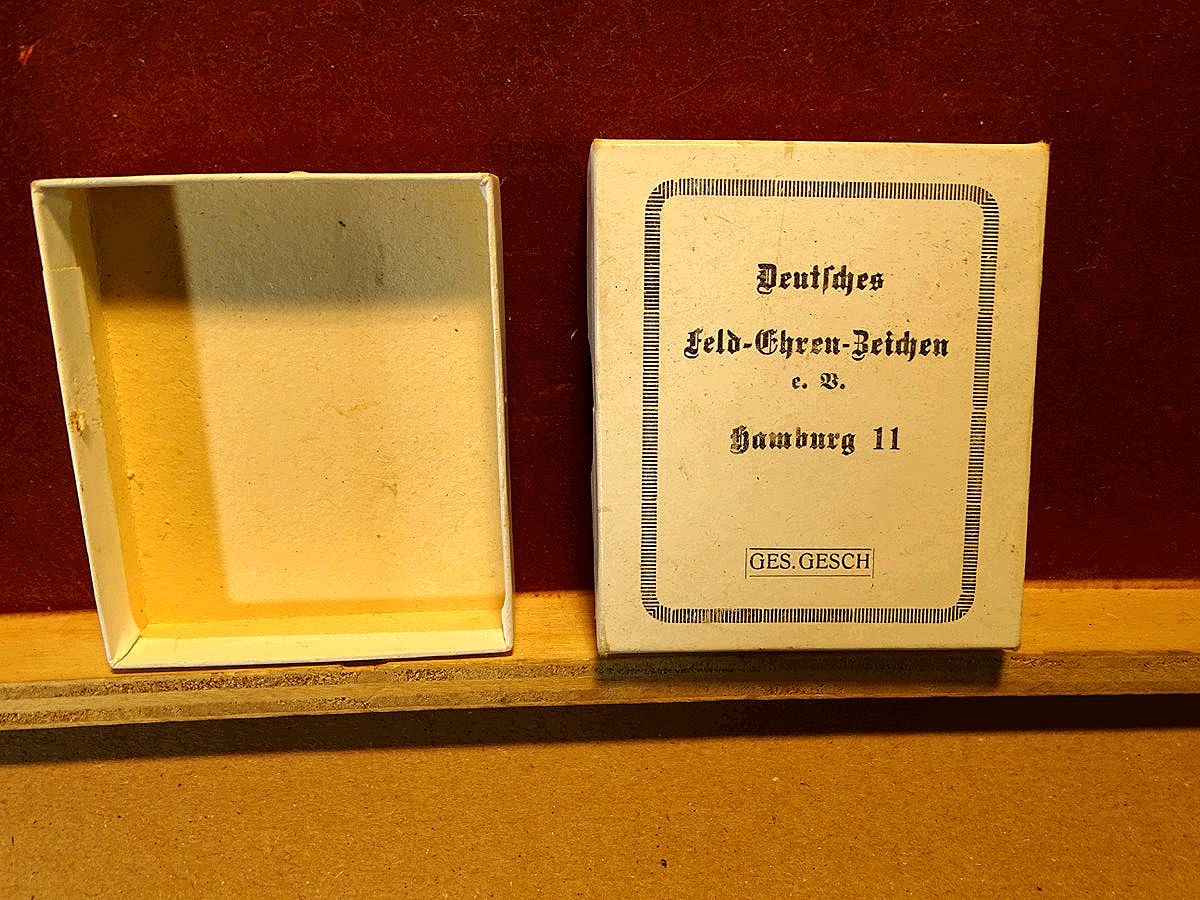 Deutſches
Feld-Ehren-Zeichen
e. V.
Hamburg 11
GES. GESCH